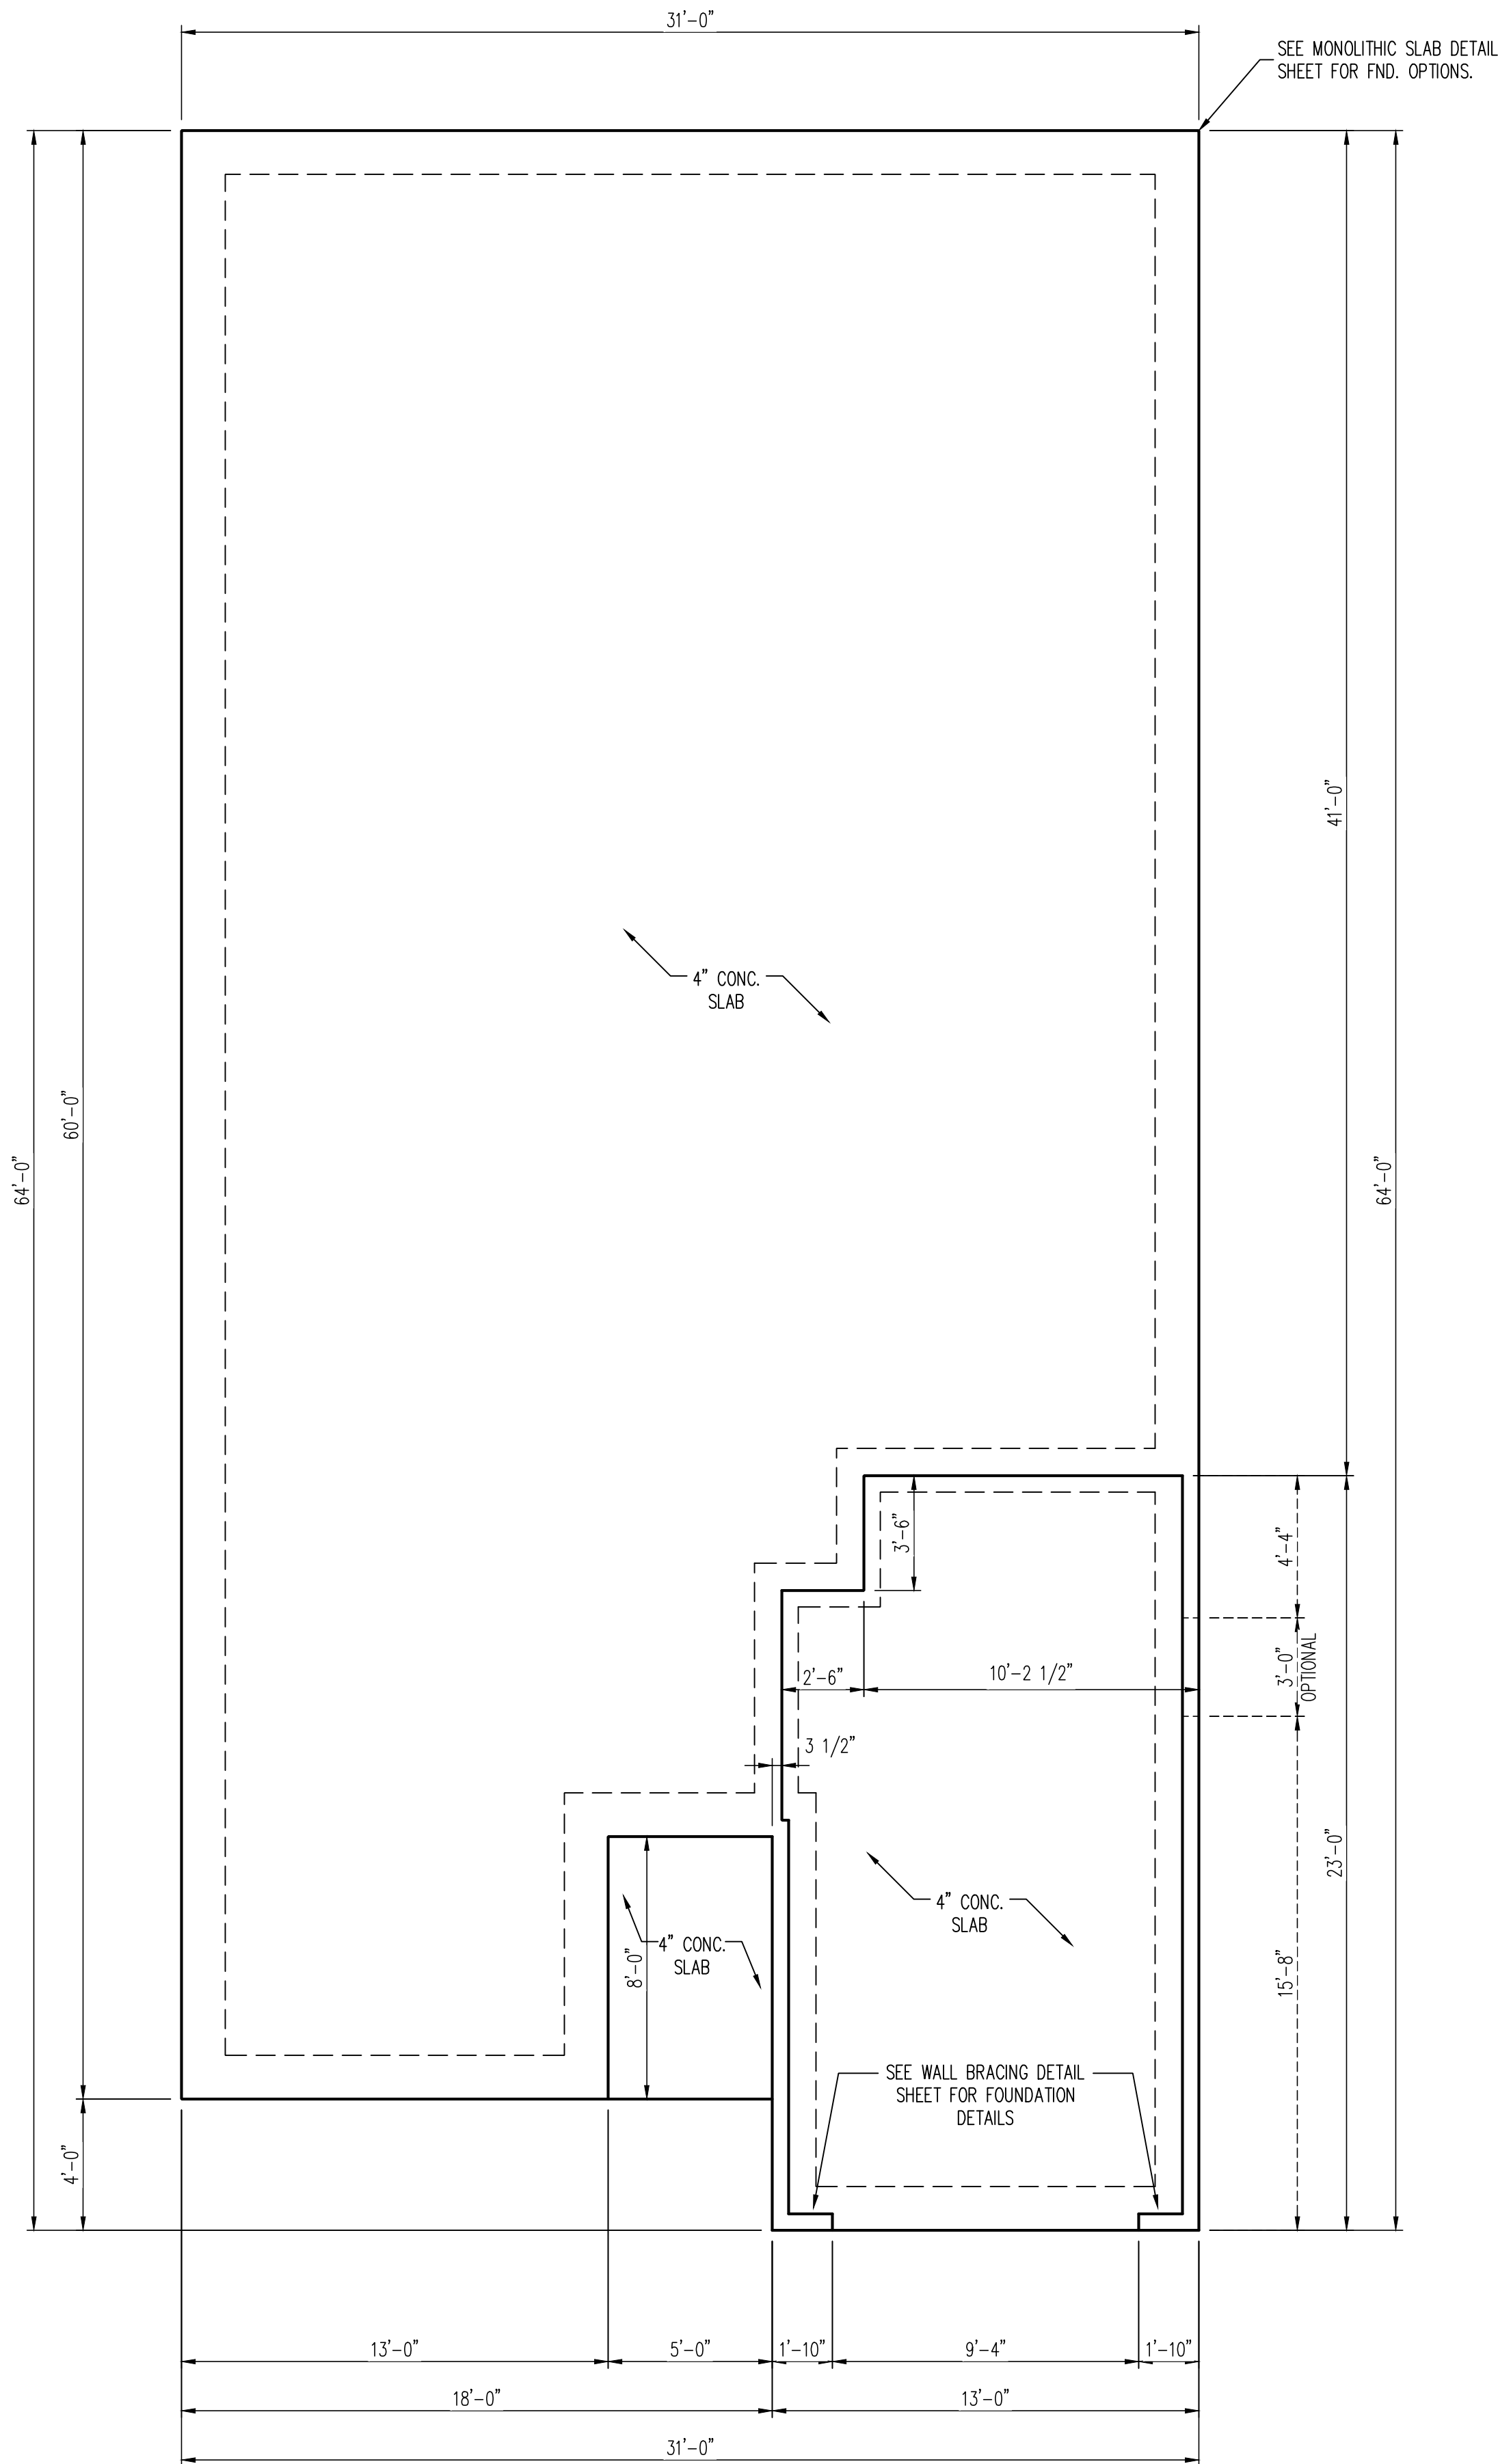 31'-0"
SEE MONOLITHIC SLAB DETAIL
SHEET FOR FND. OPTIONS.
41'-0"
4" CONC.
SLAB
60'-0"
64'-0"
64'-0"
3'-6"
4'-4"
2'-6"
10'-2 1/2"
3'-0"
OPTIONAL
3 1/2"
23'-0"
4" CONC.
SLAB
4" CONC.
SLAB
8'-0"
15'-8"
SEE WALL BRACING DETAIL
SHEET FOR FOUNDATION
DETAILS
4'-0"
13'-0"
5'-0"
1'-10"
9'-4"
1'-10"
18'-0"
13'-0"
31'-0"